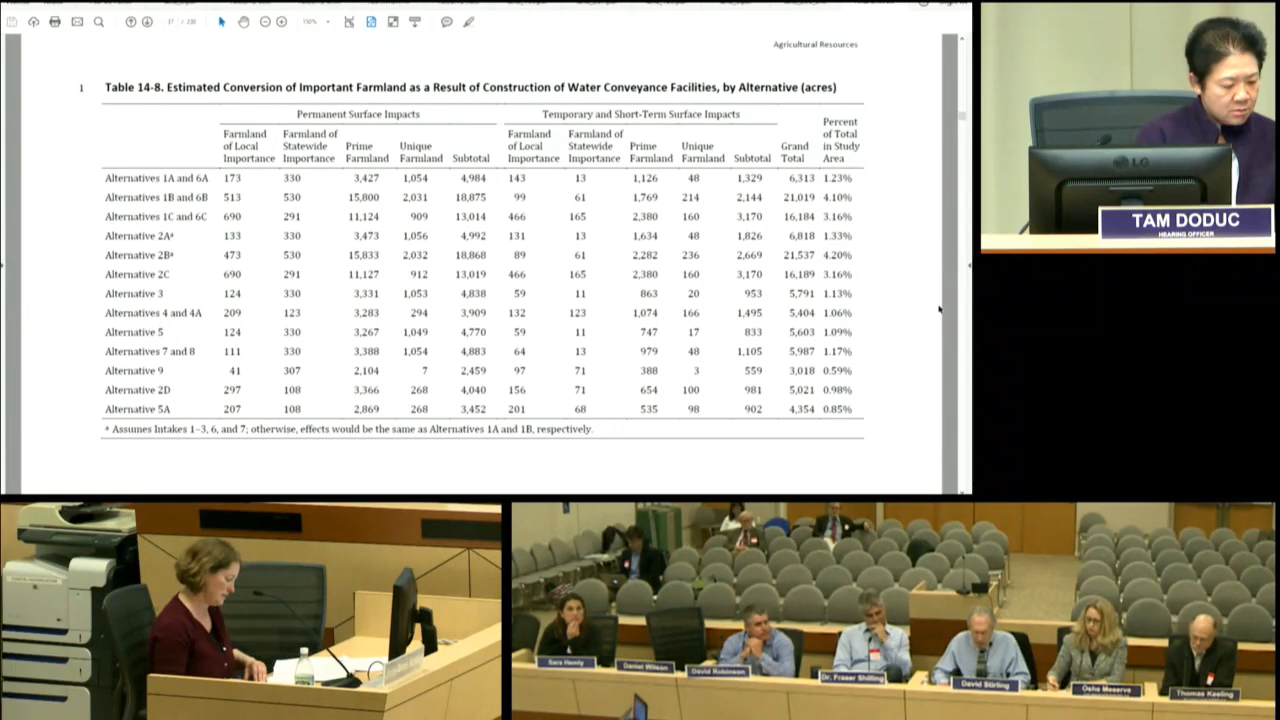 17 / 230
150%
Agricultural Resources
1 Table 14-8. Estimated Conversion of Important Farmland as a Result of Construction of Water Conveyance Facilities, by Alternative (acres)
Permanent Surface Impacts Temporary and Short-Term Surface Impacts
Farmland of Local Importance Farmland of Statewide Importance Prime Farmland Unique Farmland Subtotal Farmland of Local Importance Farmland of Statewide Importance Prime Farmland Unique Farmland Subtotal Grand Total Percent of Total in Study Area
Alternatives 1A and 6A 173 330 3,427 1,054 4,984 143 13 1,126 48 1,329 6,313 1.23%
Alternatives 1B and 6B 513 530 15,800 2,031 18,875 99 61 1,769 214 2,144 21,019 4.10%
Alternatives 1C and 6C 690 291 11,124 909 13,014 466 165 2,380 160 3,170 16,184 3.16%
Alternative 2Aᵃ 133 330 3,473 1,056 4,992 131 13 1,634 48 1,826 6,818 1.33%
Alternative 2Bᵃ 473 530 15,833 2,032 18,868 89 61 2,282 236 2,669 21,537 4.20%
Alternative 2C 690 291 11,127 912 13,019 466 165 2,380 160 3,170 16,189 3.16%
Alternative 3 124 330 3,331 1,053 4,838 59 11 863 20 953 5,791 1.13%
Alternatives 4 and 4A 209 123 3,283 294 3,909 132 123 1,074 166 1,495 5,404 1.06%
Alternative 5 124 330 3,267 1,049 4,770 59 11 747 17 833 5,603 1.09%
Alternatives 7 and 8 111 330 3,388 1,054 4,883 64 13 979 48 1,105 5,987 1.17%
Alternative 9 41 307 2,104 7 2,459 97 71 388 3 559 3,018 0.59%
Alternative 2D 297 108 3,366 268 4,040 156 71 654 100 981 5,021 0.98%
Alternative 5A 207 108 2,869 268 3,452 201 68 535 98 902 4,354 0.85%
ᵃ Assumes Intakes 1–3, 6, and 7; otherwise, effects would be the same as Alternatives 1A and 1B, respectively.
LG
TAM DODUC
HEARING OFFICER
Sara Hemly
Daniel Wilson
David Robinson
Dr. Fraser Shilling
David Stirling
Osha Meserve
Thomas Keeling